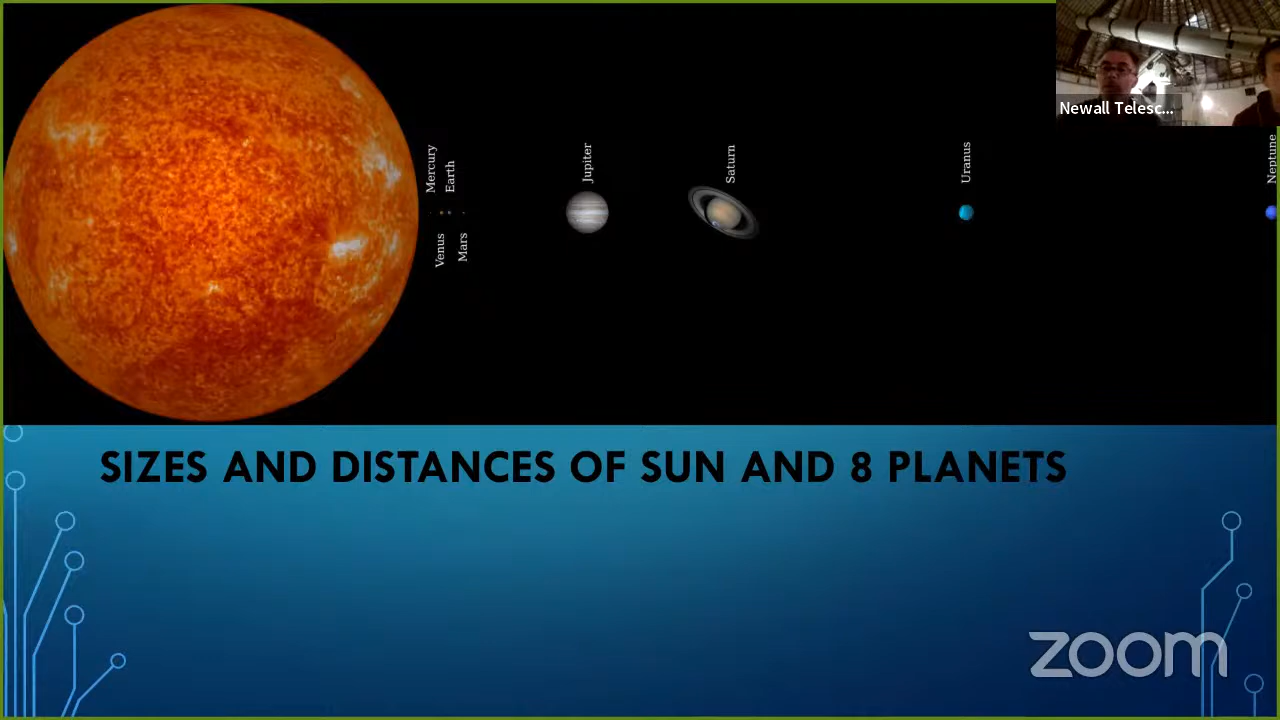 Newall Telesc...
Mercury
Venus
Earth
Mars
Jupiter
Saturn
Uranus
Neptune
SIZES AND DISTANCES OF SUN AND 8 PLANETS
zoom